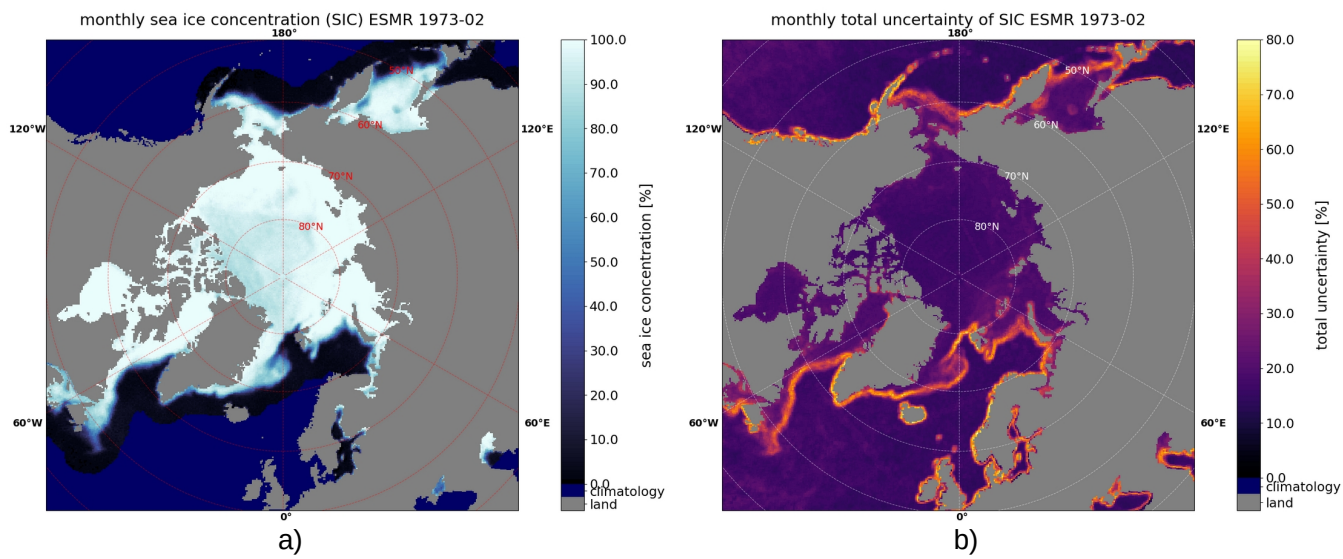 monthly sea ice concentration (SIC) ESMR 1973-02
180°
50°N
60°N
70°N
80°N
120°W
120°E
60°W
60°E
0°
100.0
90.0
80.0
70.0
60.0
50.0
40.0
30.0
20.0
10.0
0.0
climatology
land
sea ice concentration [%]
a)
monthly total uncertainty of SIC ESMR 1973-02
180°
50°N
60°N
70°N
80°N
120°W
120°E
60°W
60°E
0°
80.0
70.0
60.0
50.0
40.0
30.0
20.0
10.0
0.0
climatology
land
total uncertainty [%]
b)